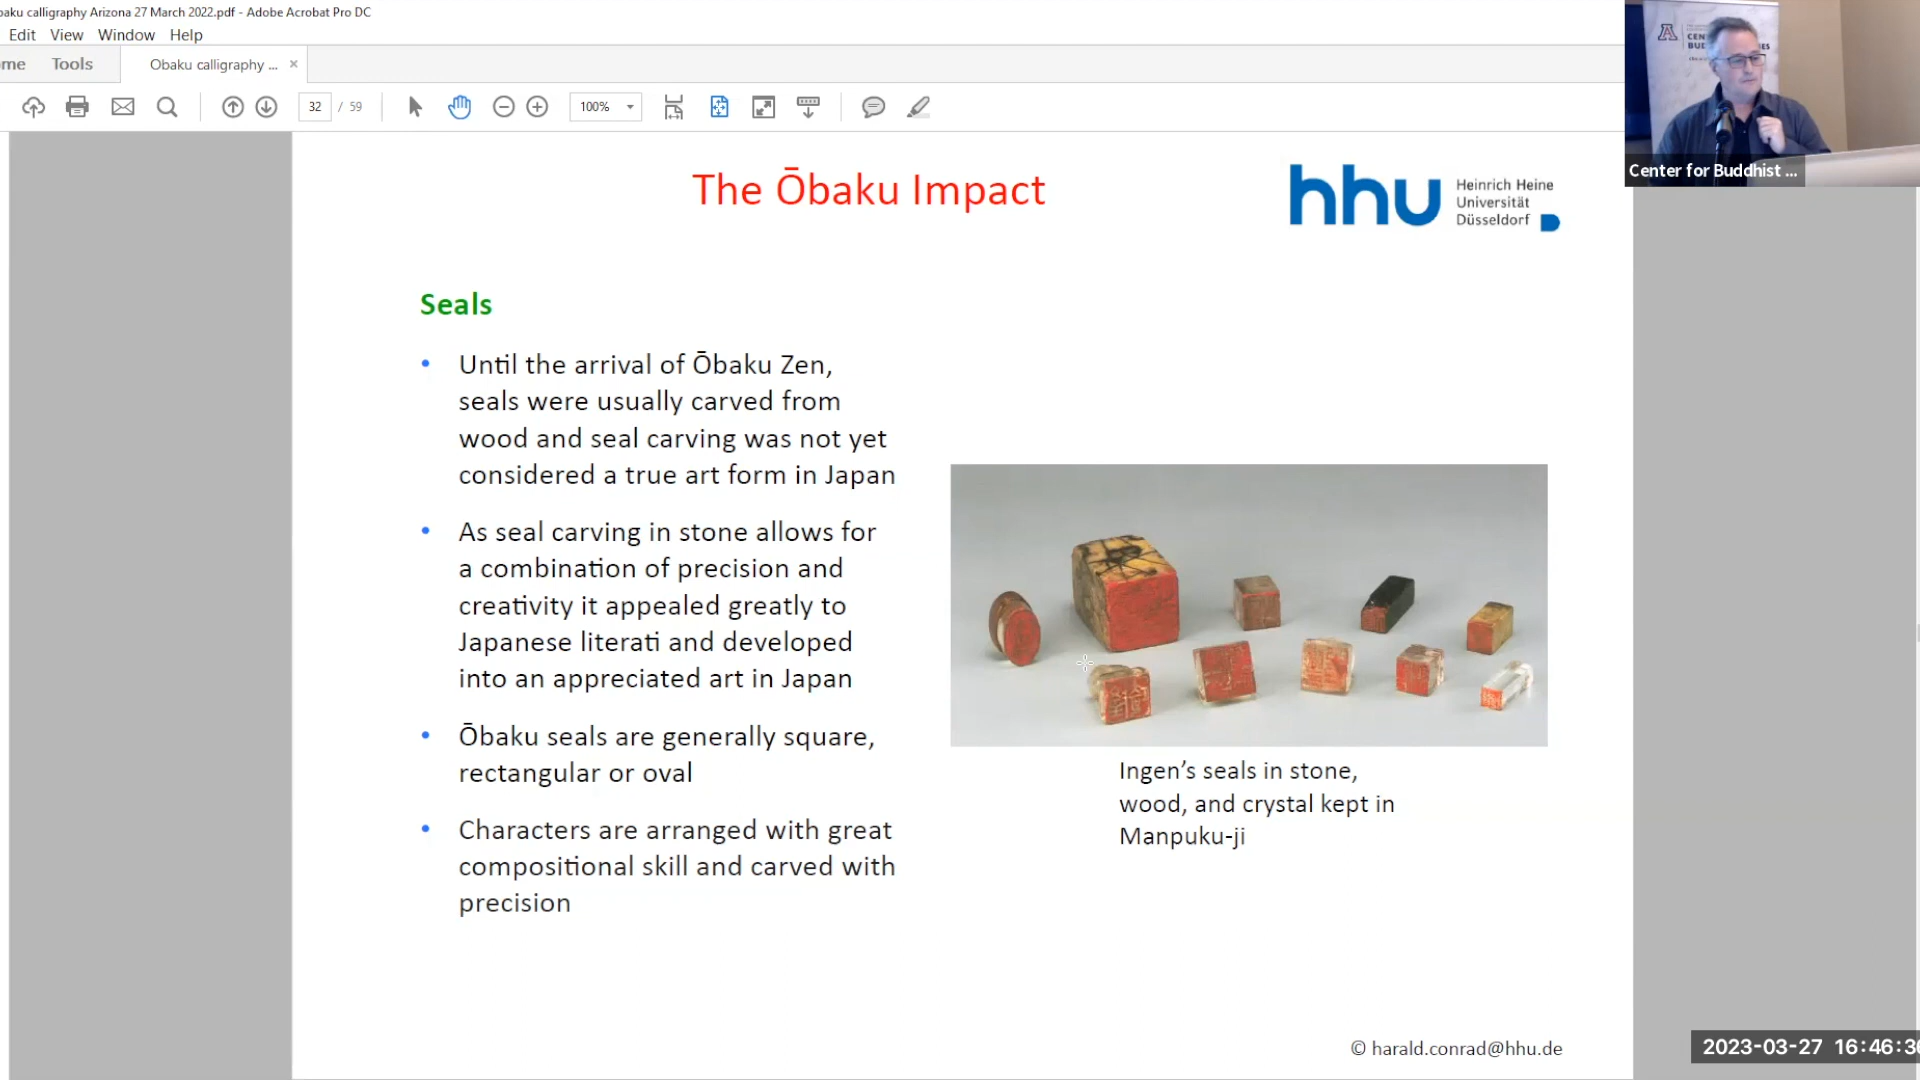 baku calligraphy Arizona 27 March 2022.pdf - Adobe Acrobat Pro DC
Edit View Window Help
me Tools Obaku calligraphy ... ×
32 / 59 100%
CEN
BUD
Center for Buddhist ...
The Ōbaku Impact
hhu Heinrich Heine
Universität
Düsseldorf
Seals
• Until the arrival of Ōbaku Zen,
seals were usually carved from
wood and seal carving was not yet
considered a true art form in Japan
• As seal carving in stone allows for
a combination of precision and
creativity it appealed greatly to
Japanese literati and developed
into an appreciated art in Japan
• Ōbaku seals are generally square,
rectangular or oval
• Characters are arranged with great
compositional skill and carved with
precision
Ingen’s seals in stone,
wood, and crystal kept in
Manpuku-ji
© harald.conrad@hhu.de
2023-03-27 16:46:3